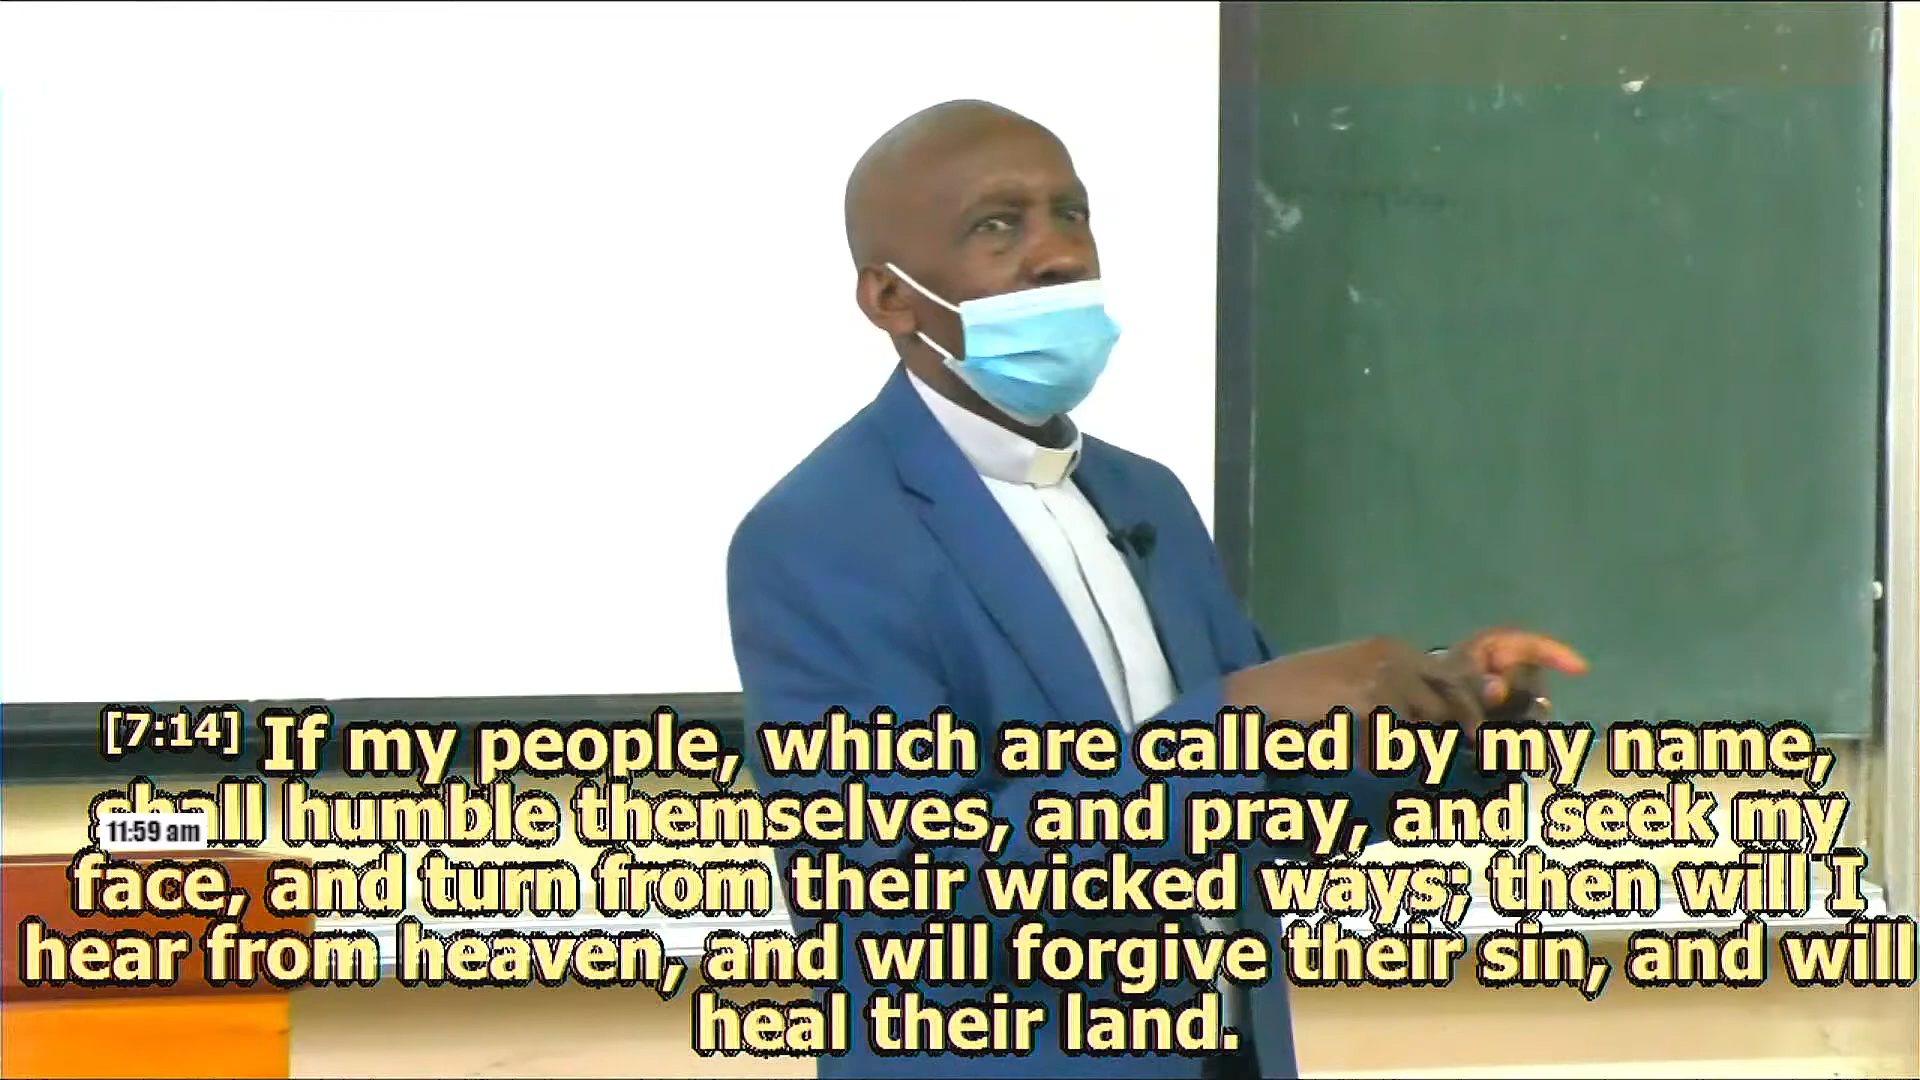 [7:14] If my people, which are called by my name,
shall humble themselves, and pray, and seek my
11:59 am
face, and turn from their wicked ways; then will I
hear from heaven, and will forgive their sin, and will
heal their land.